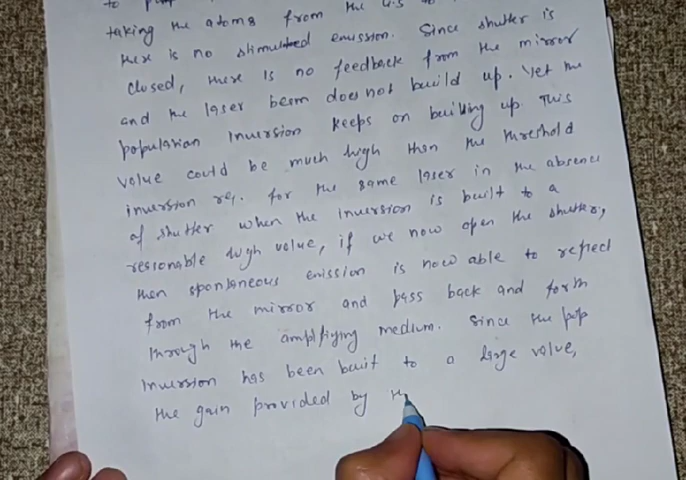 to
taking the atoms from the G.S to
there is no stimulated emission. Since shutter is
closed, there is no feedback from the mirror
and the laser beam does not build up. Yet the
population inversion keeps on building up. This
value could be much high then the threshold
inversion req. for the same laser in the absence
of shutter when the inversion is built to a
resonable high value, if we now open the shutter,
then spontaneous emission is now able to reflect
from the mirror and pass back and forth
through the amplifying medium. Since the pop
inversion has been built to a large value,
the gain provided by th